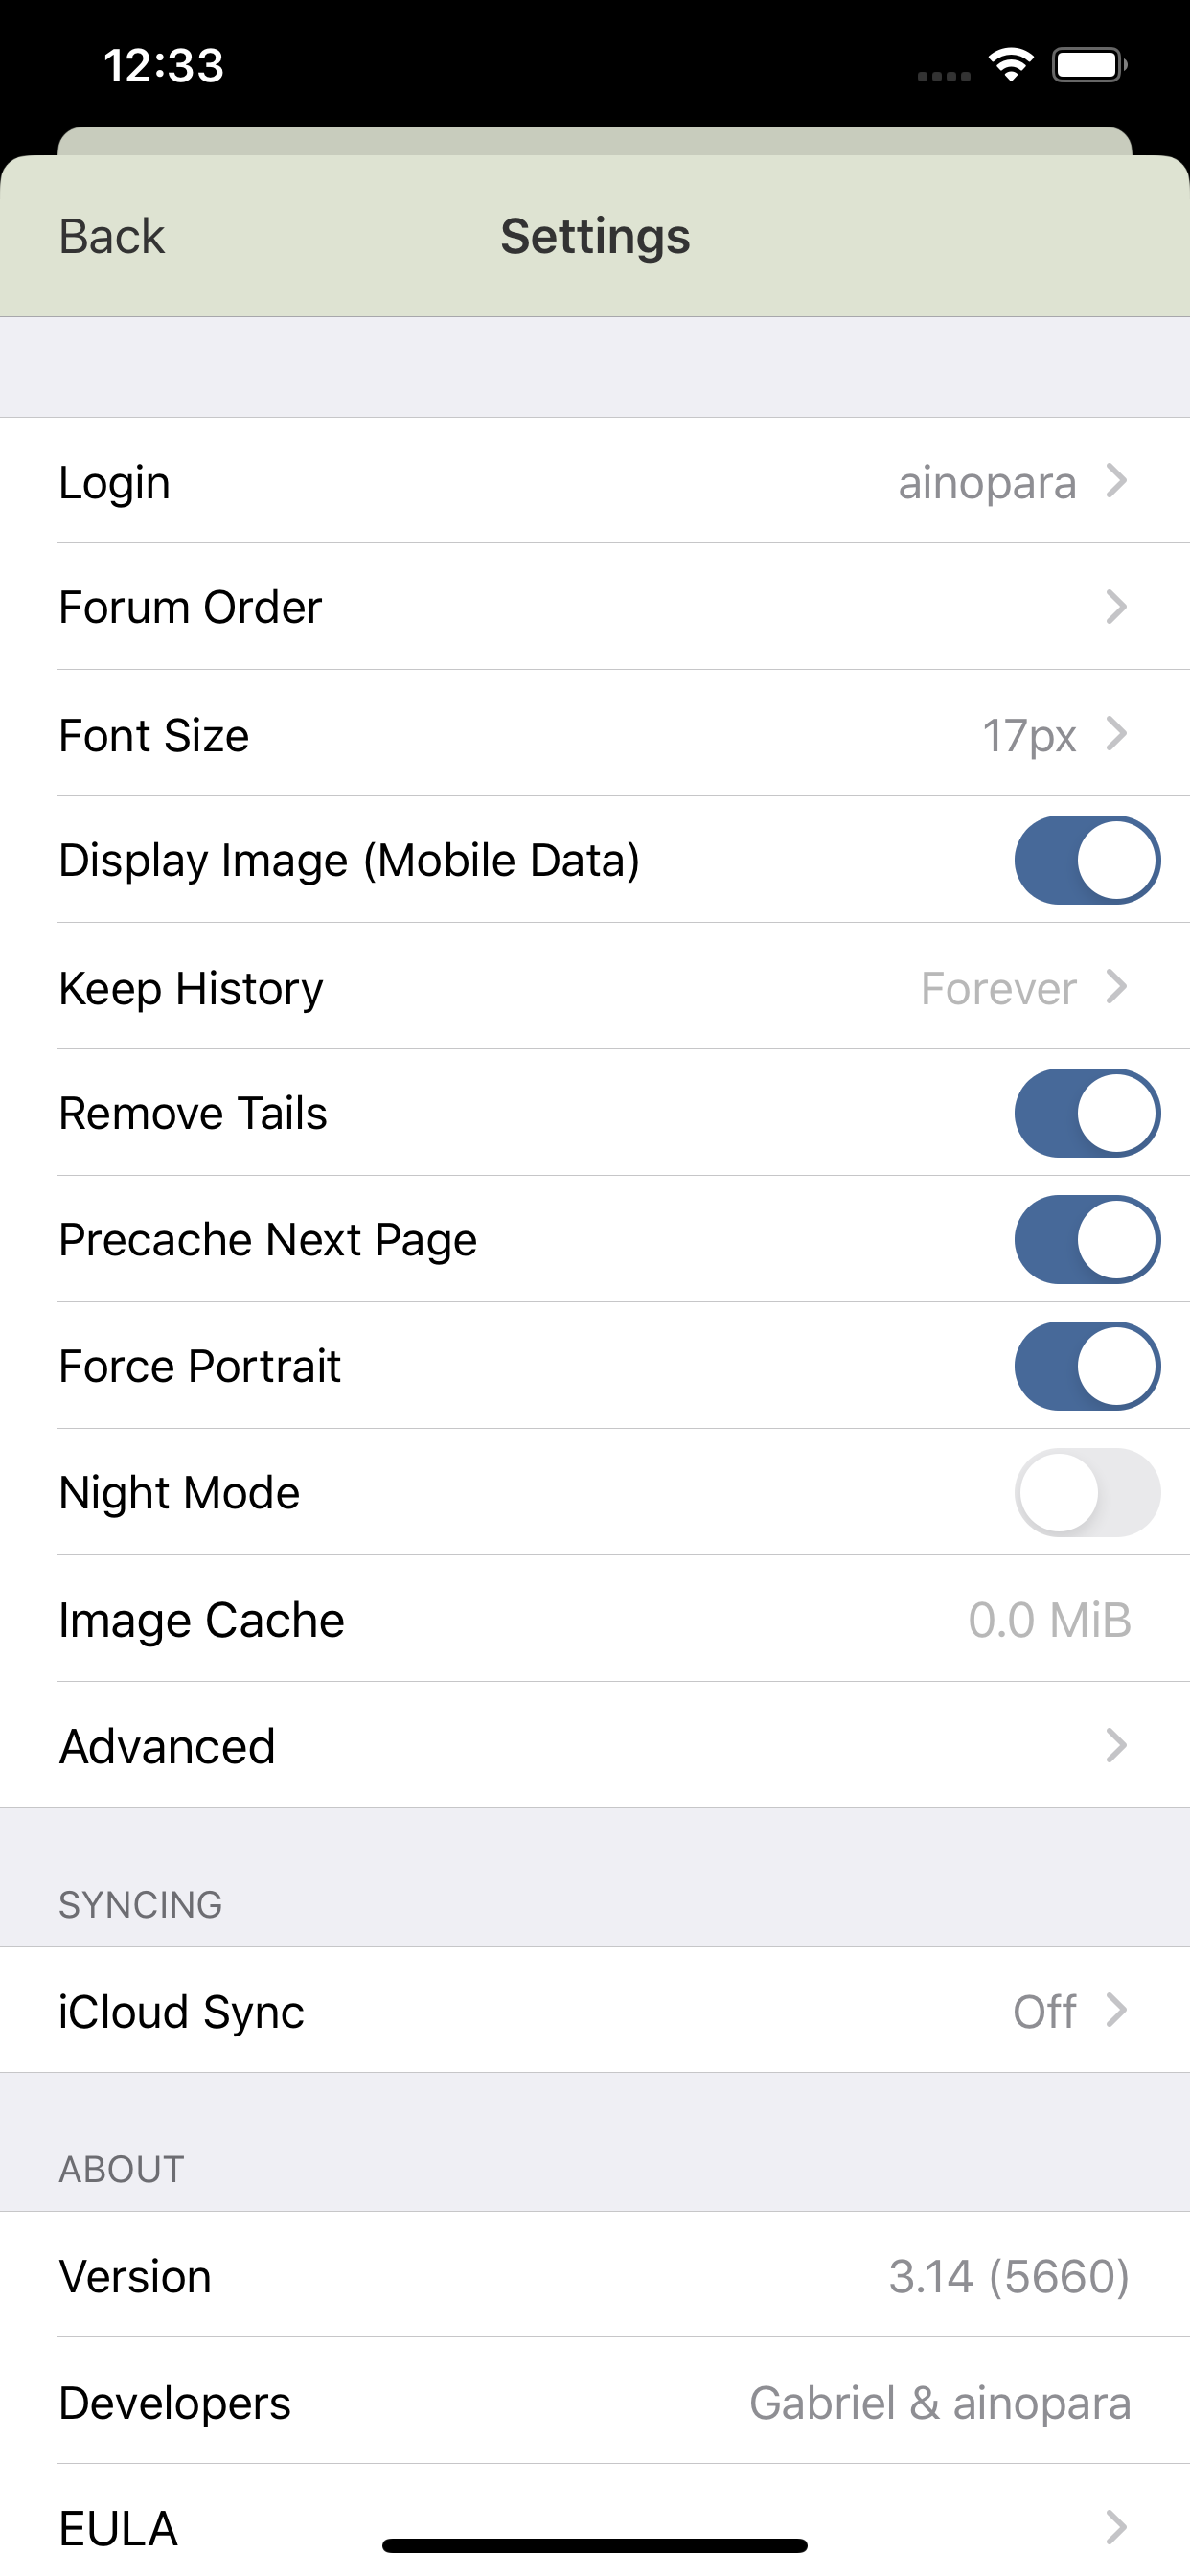 12:33
Back Settings
Login ainopara
Forum Order
Font Size 17px
Display Image (Mobile Data)
Keep History Forever
Remove Tails
Precache Next Page
Force Portrait
Night Mode
Image Cache 0.0 MiB
Advanced
SYNCING
iCloud Sync Off
ABOUT
Version 3.14 (5660)
Developers Gabriel & ainopara
EULA